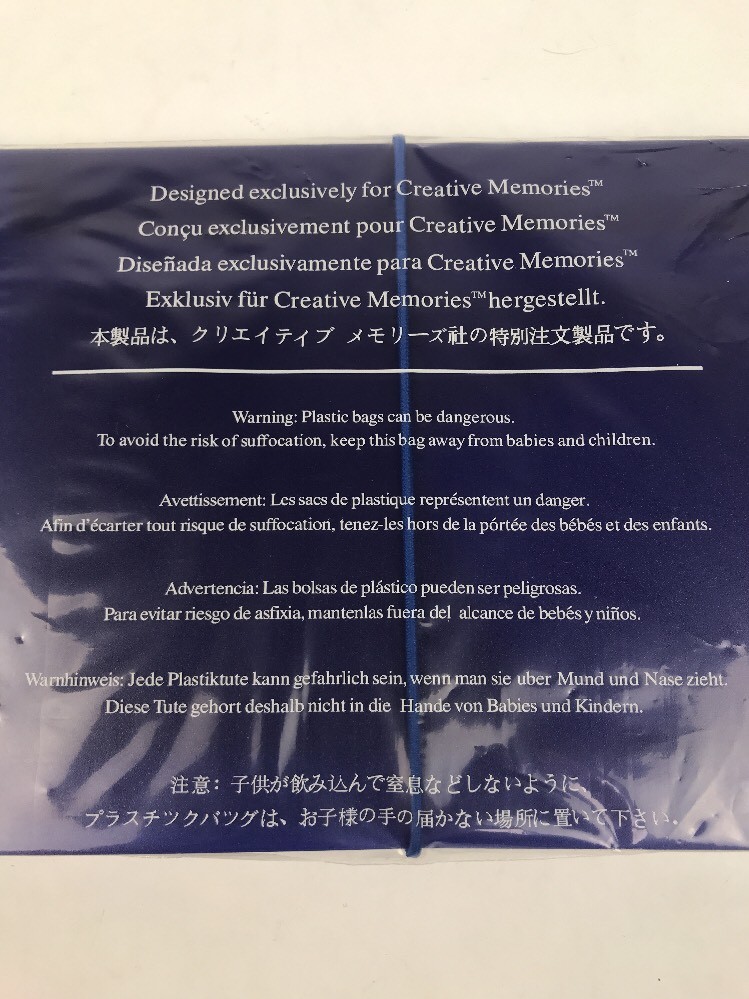 Designed exclusively for Creative Memories™
Conçu exclusivement pour Creative Memories™
Diseñada exclusivamente para Creative Memories™
Exklusiv für Creative Memories™ hergestellt.
本製品は、クリエイティブ メモリーズ社の特別注文製品です。
Warning: Plastic bags can be dangerous.
To avoid the risk of suffocation, keep this bag away from babies and children.
Avettissement: Les sacs de plastique représentent un danger.
Afin d'écarter tout risque de suffocation, tenez-les hors de la pórtée des bébés et des enfants.
Advertencia: Las bolsas de plástico pueden ser peligrosas.
Para evitar riesgo de asfixia, mantenlas fuera del alcance de bebés y niños.
Warnhinweis: Jede Plastiktute kann gefahrlich sein, wenn man sie uber Mund und Nase zieht.
Diese Tute gehort deshalb nicht in die Hande von Babies und Kindern.
注意：子供が飲み込んで窒息などしないように、
プラスチツクバツグは、お子様の手の届かない場所に置いて下さい.